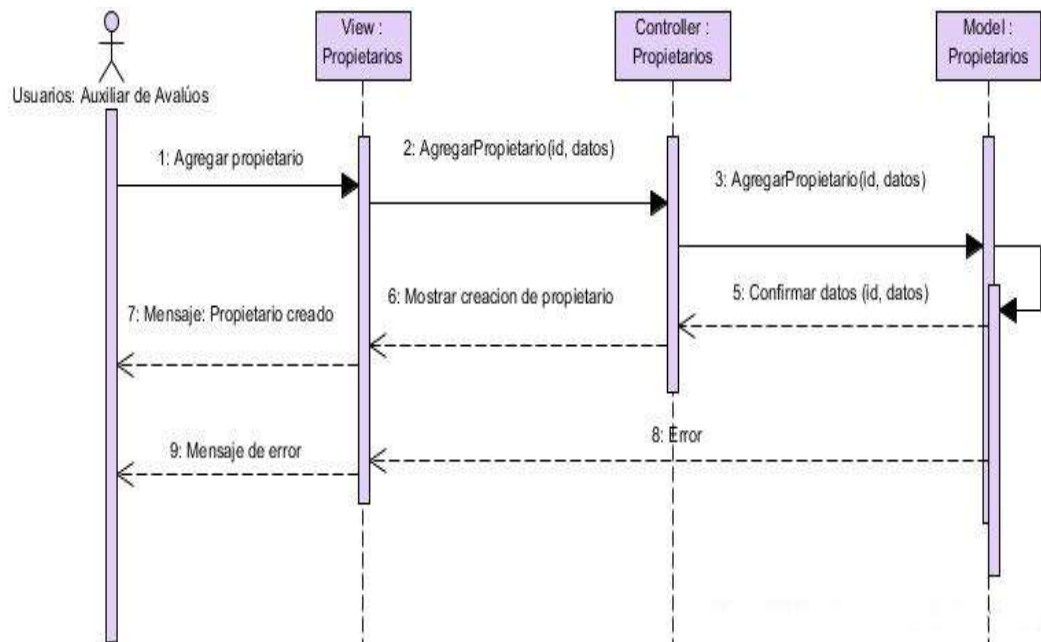 View :
Propietarios
Controller :
Propietarios
Model :
Propietarios
Usuarios: Auxiliar de Avalúos
1: Agregar propietario
2: AgregarPropietario(id, datos)
3: AgregarPropietario(id, datos)
5: Confirmar datos (id, datos)
6: Mostrar creacion de propietario
7: Mensaje: Propietario creado
8: Error
9: Mensaje de error